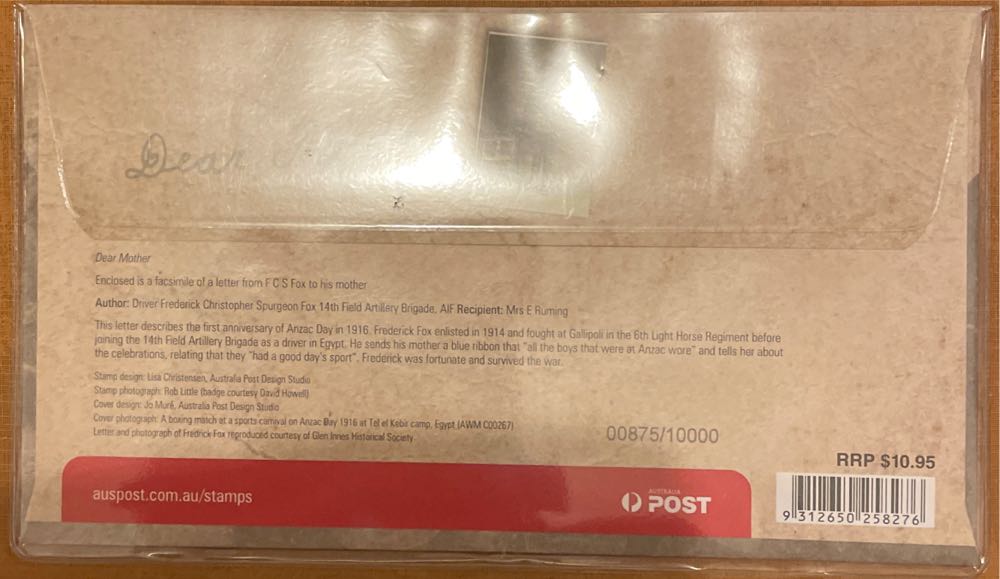 Dear
Dear Mother
Enclosed is a facsimile of a letter from F C S Fox to his mother
Author: Driver Frederick Christopher Spurgeon Fox 14th Field Artillery Brigade, AIF Recipient: Mrs E Ruming
This letter describes the first anniversary of Anzac Day in 1916. Frederick Fox enlisted in 1914 and fought at Gallipoli in the 6th Light Horse Regiment before
joining the 14th Field Artillery Brigade as a driver in Egypt. He sends his mother a blue ribbon that "all the boys that were at Anzac wore" and tells her about
the celebrations, relating that they "had a good day's sport". Frederick was fortunate and survived the war.
Stamp design: Lisa Christensen, Australia Post Design Studio
Stamp photograph: Rob Little (badge courtesy David Howell)
Cover design: Jo Muré, Australia Post Design Studio
Cover photograph: A boxing match at a sports carnival on Anzac Day 1916 at Tel el Kebir camp, Egypt (AWM C00267)
Letter and photograph of Fredrick Fox reproduced courtesy of Glen Innes Historical Society
00875/10000
RRP $10.95
auspost.com.au/stamps
AUSTRALIA
POST
9 312650 258276